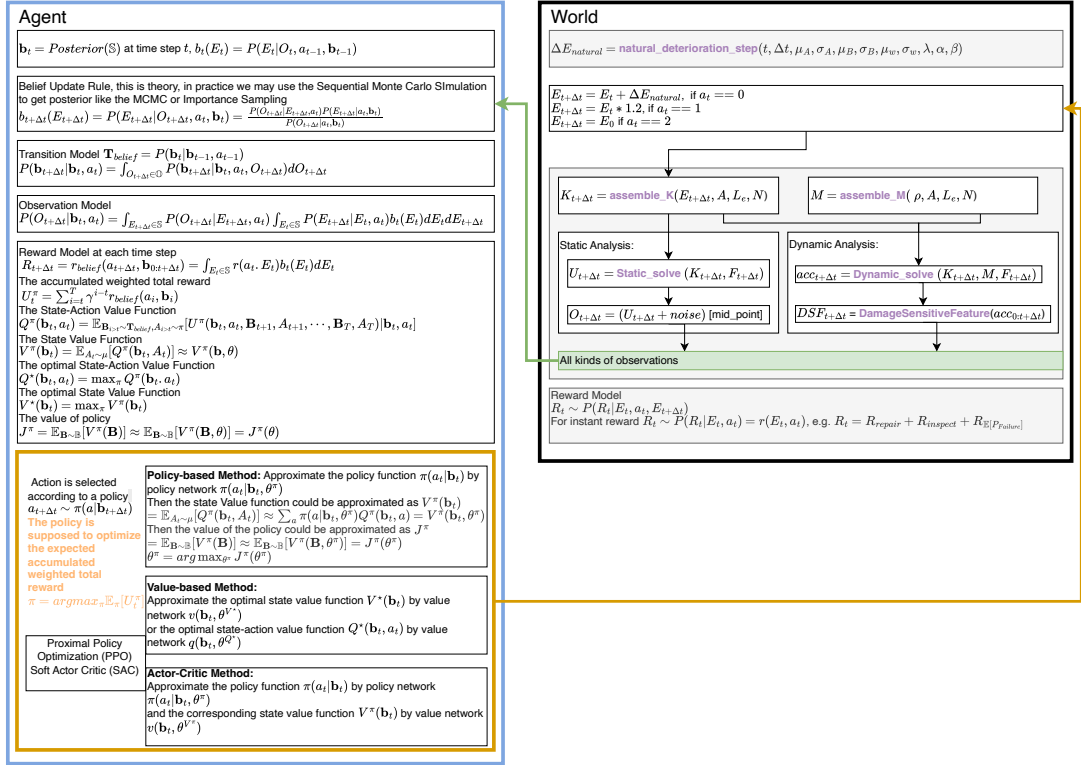 Agent
𝐛_t = Posterior(𝕊) at time step t, b_t(E_t) = P(E_t|O_t, a_{t−1}, 𝐛_{t−1})
Belief Update Rule, this is theory, in practice we may use the Sequential Monte Carlo SImulation
to get posterior like the MCMC or Importance Sampling
b_{t+Δt}(E_{t+Δt}) = P(E_{t+Δt}|O_{t+Δt}, a_t, 𝐛_t) = P(O_{t+Δt}|E_{t+Δt},a_t)P(E_{t+Δt}|a_t,𝐛_t) / P(O_{t+Δt}|a_t,𝐛_t)
Transition Model 𝐓_{belief} = P(𝐛_t|𝐛_{t−1}, a_{t−1})
P(𝐛_{t+Δt}|𝐛_t, a_t) = ∫_{O_{t+Δt}∈𝕆} P(𝐛_{t+Δt}|𝐛_t, a_t, O_{t+Δt})dO_{t+Δt}
Observation Model
P(O_{t+Δt}|𝐛_t, a_t) = ∫_{E_{t+Δt}∈𝕊} P(O_{t+Δt}|E_{t+Δt}, a_t) ∫_{E_t∈𝕊} P(E_{t+Δt}|E_t, a_t)b_t(E_t)dE_t dE_{t+Δt}
Reward Model at each time step
R_{t+Δt} = r_{belief}(a_{t+Δt}, 𝐛_{0:t+Δt}) = ∫_{E_t∈𝕊} r(a_t. E_t)b_t(E_t)dE_t
The accumulated weighted total reward
U_t^π = ∑_{i=t}^T γ^{i−t} r_{belief}(a_i, 𝐛_i)
The State-Action Value Function
Q^π(𝐛_t, a_t) = 𝔼_{𝐁_{i>t}∼𝐓_{belief}, A_{i>t}∼π}[U^π(𝐛_t, a_t, 𝐁_{t+1}, A_{t+1}, ⋯, 𝐁_T, A_T)|𝐛_t, a_t]
The State Value Function
V^π(𝐛_t) = 𝔼_{A_t∼μ}[Q^π(𝐛_t, A_t)] ≈ V^π(𝐛, θ)
The optimal State-Action Value Function
Q^⋆(𝐛_t, a_t) = max_π Q^π(𝐛_t. a_t)
The optimal State Value Function
V^⋆(𝐛_t) = max_π V^π(𝐛_t)
The value of policy
J^π = 𝔼_{𝐁∼𝔹}[V^π(𝐁)] ≈ 𝔼_{𝐁∼𝔹}[V^π(𝐁, θ)] = J^π(θ)
Action is selected
according to a policy
a_{t+Δt} ∼ π(a|𝐛_{t+Δt})
The policy is
supposed to optimize
the expected
accumulated
weighted total
reward
π = argmax_π 𝔼_π[U_t^π]
Proximal Policy
Optimization (PPO)
Soft Actor Critic (SAC)
Policy-based Method: Approximate the policy function π(a_t|𝐛_t) by
policy network π(a_t|𝐛_t, θ^π)
Then the state Value function could be approximated as V^π(𝐛_t)
= 𝔼_{A_t∼μ}[Q^π(𝐛_t, A_t)] ≈ ∑_a π(a|𝐛_t, θ^π)Q^π(𝐛_t, a) = V^π(𝐛_t, θ^π)
Then the value of the policy could be approximated as J^π
= 𝔼_{𝐁∼𝔹}[V^π(𝐁)] ≈ 𝔼_{𝐁∼𝔹}[V^π(𝐁, θ^π)] = J^π(θ^π)
θ^π = arg max_{θ^π} J^π(θ^π)
Value-based Method:
Approximate the optimal state value function V^⋆(𝐛_t) by value
network v(𝐛_t, θ^{V^⋆})
or the optimal state-action value function Q^⋆(𝐛_t, a_t) by value
network q(𝐛_t, θ^{Q^⋆})
Actor-Critic Method:
Approximate the policy function π(a_t|𝐛_t) by policy network
π(a_t|𝐛_t, θ^π)
and the corresponding state value function V^π(𝐛_t) by value network
v(𝐛_t, θ^{V^π})
World
ΔE_{natural} = natural_deterioration_step(t, Δt, μ_A, σ_A, μ_B, σ_B, μ_w, σ_w, λ, α, β)
E_{t+Δt} = E_t + ΔE_{natural}, if a_t == 0
E_{t+Δt} = E_t ∗ 1.2, if a_t == 1
E_{t+Δt} = E_0 if a_t == 2
K_{t+Δt} = assemble_K(E_{t+Δt}, A, L_e, N)
M = assemble_M( ρ, A, L_e, N)
Static Analysis:
U_{t+Δt} = Static_solve (K_{t+Δt}, F_{t+Δt})
O_{t+Δt} = (U_{t+Δt} + noise) [mid_point]
Dynamic Analysis:
acc_{t+Δt} = Dynamic_solve (K_{t+Δt}, M, F_{t+Δt})
DSF_{t+Δt} = DamageSensitiveFeature(acc_{0:t+Δt})
All kinds of observations
Reward Model
R_t ∼ P(R_t|E_t, a_t, E_{t+Δt})
For instant reward R_t ∼ P(R_t|E_t, a_t) = r(E_t, a_t), e.g. R_t = R_{repair} + R_{inspect} + R_{𝔼[P_{Failure}]}